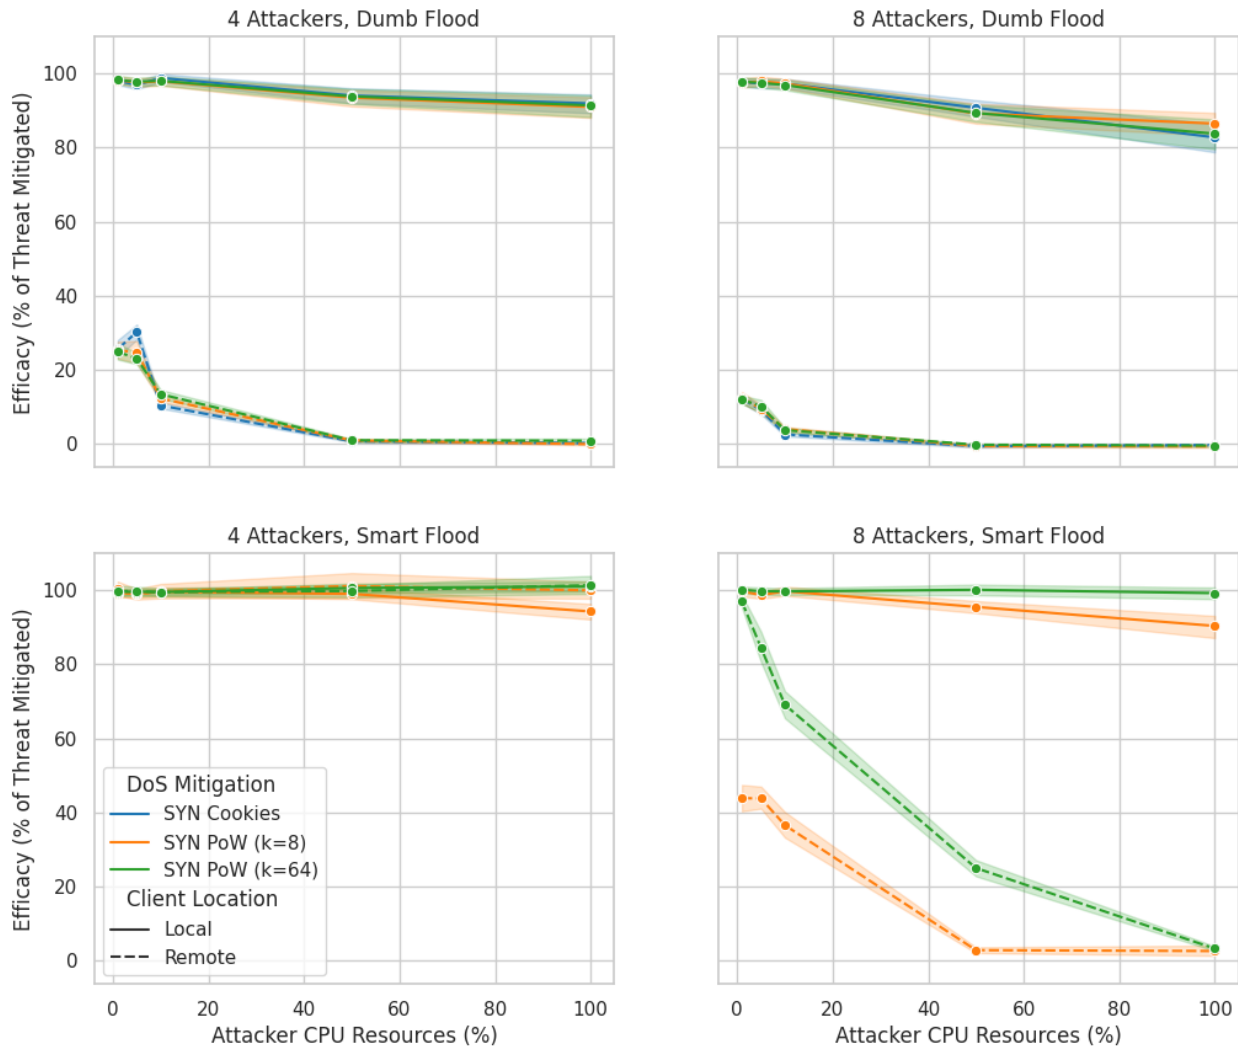 4 Attackers, Dumb Flood
8 Attackers, Dumb Flood
Efficacy (% of Threat Mitigated)
100
80
60
40
20
0
4 Attackers, Smart Flood
8 Attackers, Smart Flood
Efficacy (% of Threat Mitigated)
100
80
60
40
20
0
DoS Mitigation
SYN Cookies
SYN PoW (k=8)
SYN PoW (k=64)
Client Location
Local
Remote
0 20 40 60 80 100
Attacker CPU Resources (%)
0 20 40 60 80 100
Attacker CPU Resources (%)